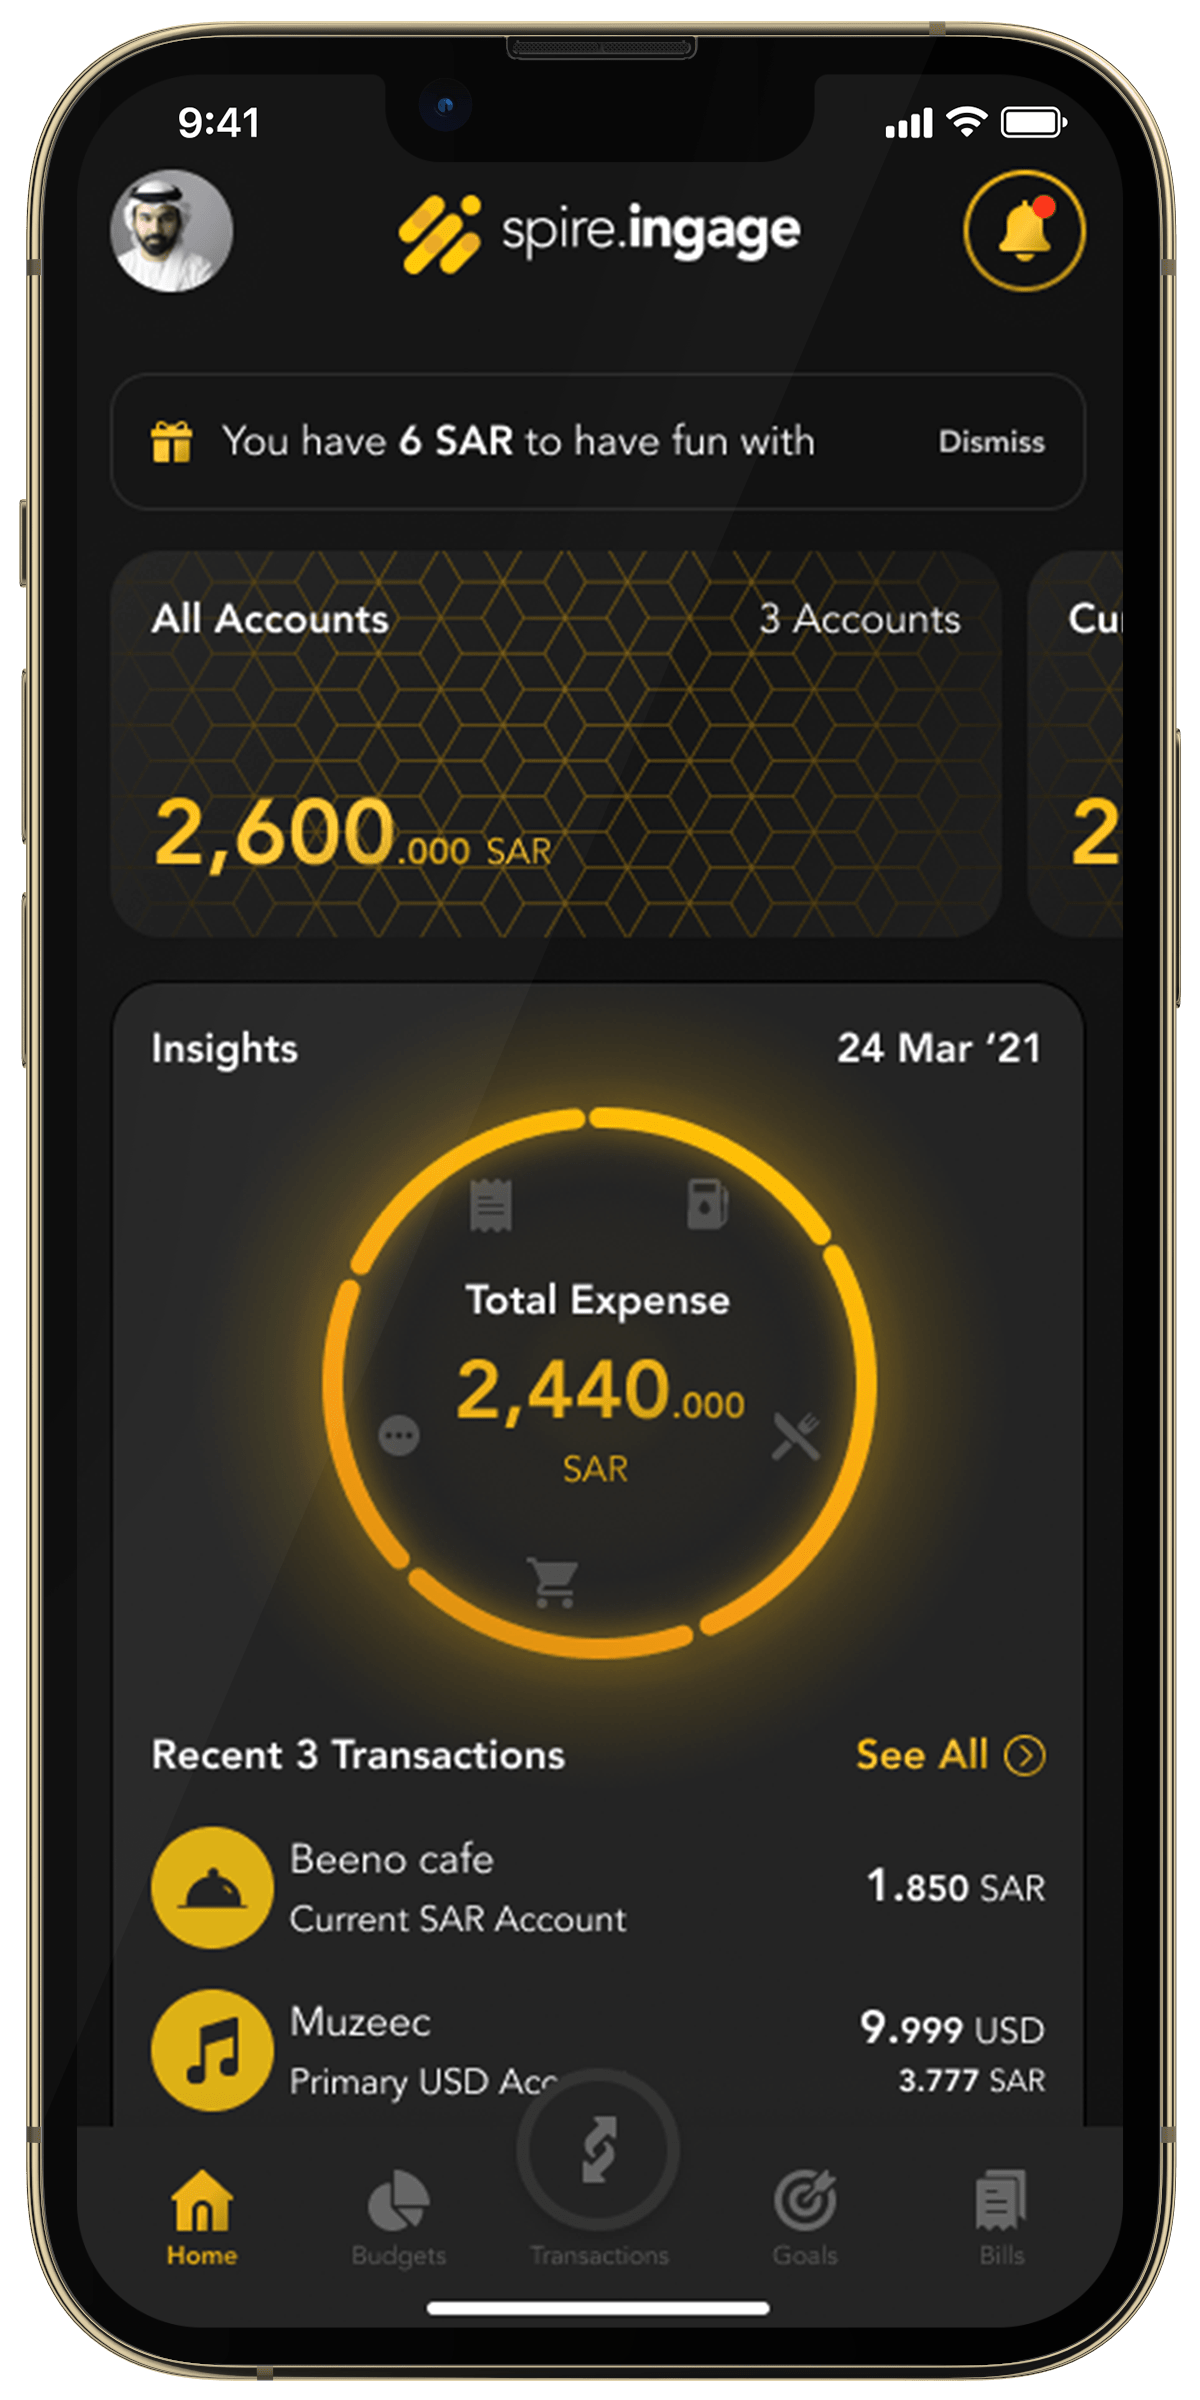 9:41
spire.ingage
You have 6 SAR to have fun with
Dismiss
All Accounts
3 Accounts
2,600.000 SAR
Cu
2
Insights
24 Mar ‘21
Total Expense
2,440.000
SAR
Recent 3 Transactions
See All
Beeno cafe
Current SAR Account
1.850 SAR
Muzeec
Primary USD Acc
9.999 USD
3.777 SAR
Home
Budgets
Transactions
Goals
Bills